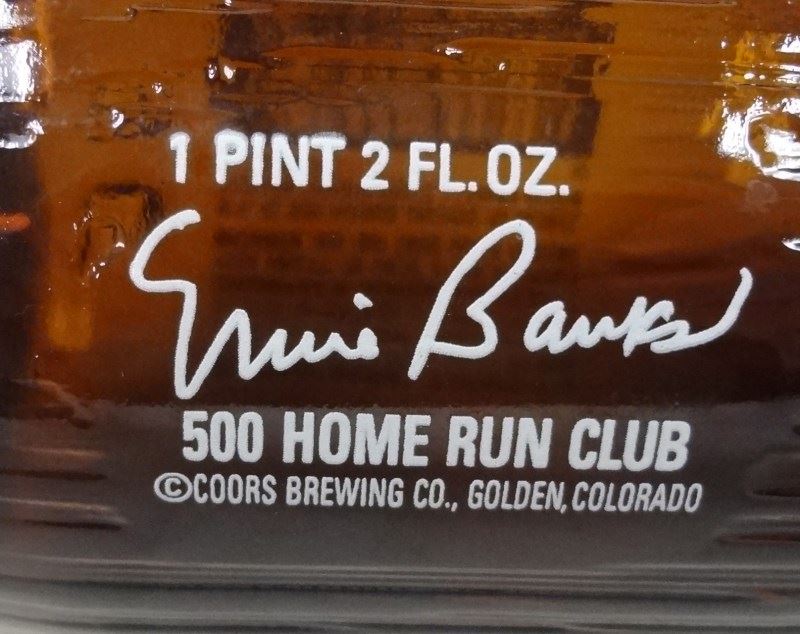 1 PINT 2 FL. OZ.
Ernie Banks
500 HOME RUN CLUB
©COORS BREWING CO., GOLDEN, COLORADO